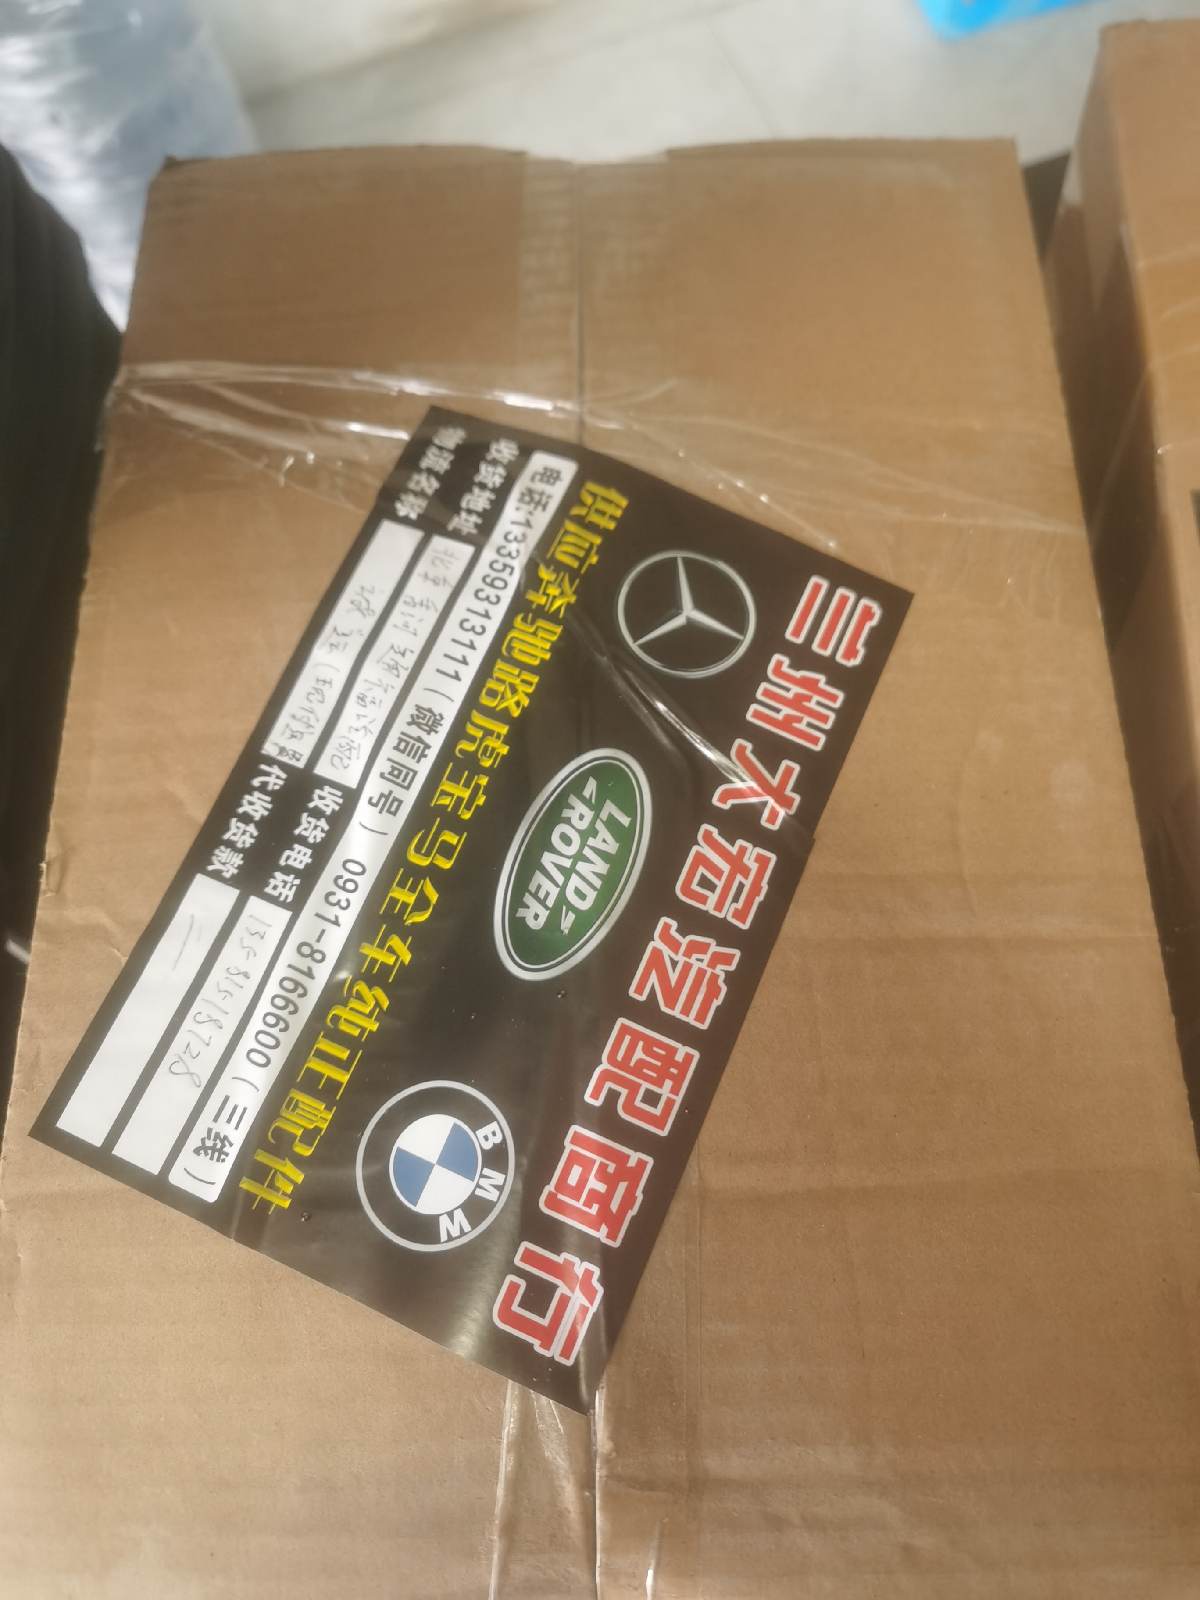 兰州大宏汽配商行
LAND
ROVER
BMW
供应奔驰路虎宝马全车纯正配件
电话:13359313111(微信同号)0931-8166600(三线)
收货地址
收货电话 13581518728
物流名称
代收货款